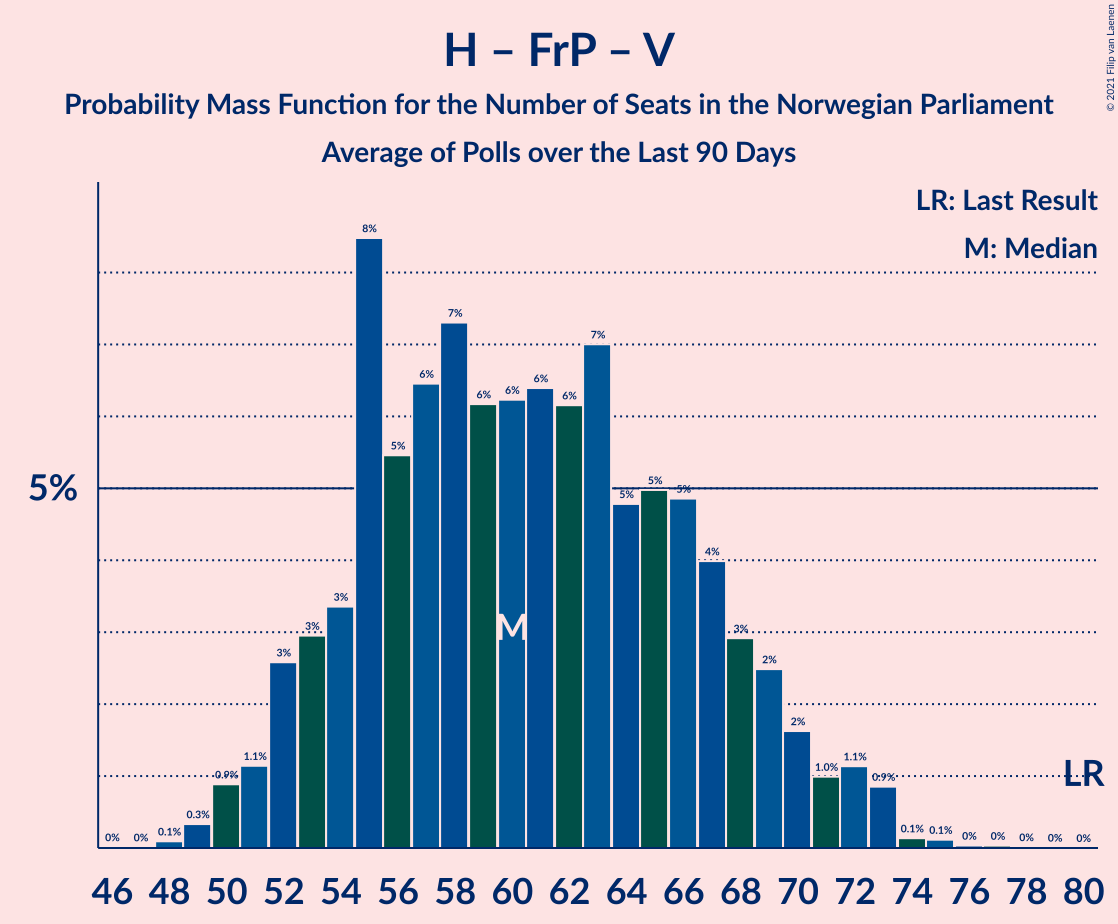 H – FrP – V
Probability Mass Function for the Number of Seats in the Norwegian Parliament
Average of Polls over the Last 90 Days
© 2021 Filip van Laenen
LR: Last Result
M: Median
5%
0% 0% 0.1% 0.3% 0.9% 1.1% 3% 3% 3% 8% 5% 6% 7% 6% 6% 6% 6% 7% 5% 5% 5% 4% 3% 2% 2% 1.0% 1.1% 0.9% 0.1% 0.1% 0% 0% 0% 0% 0%
M
LR
46 48 50 52 54 56 58 60 62 64 66 68 70 72 74 76 78 80